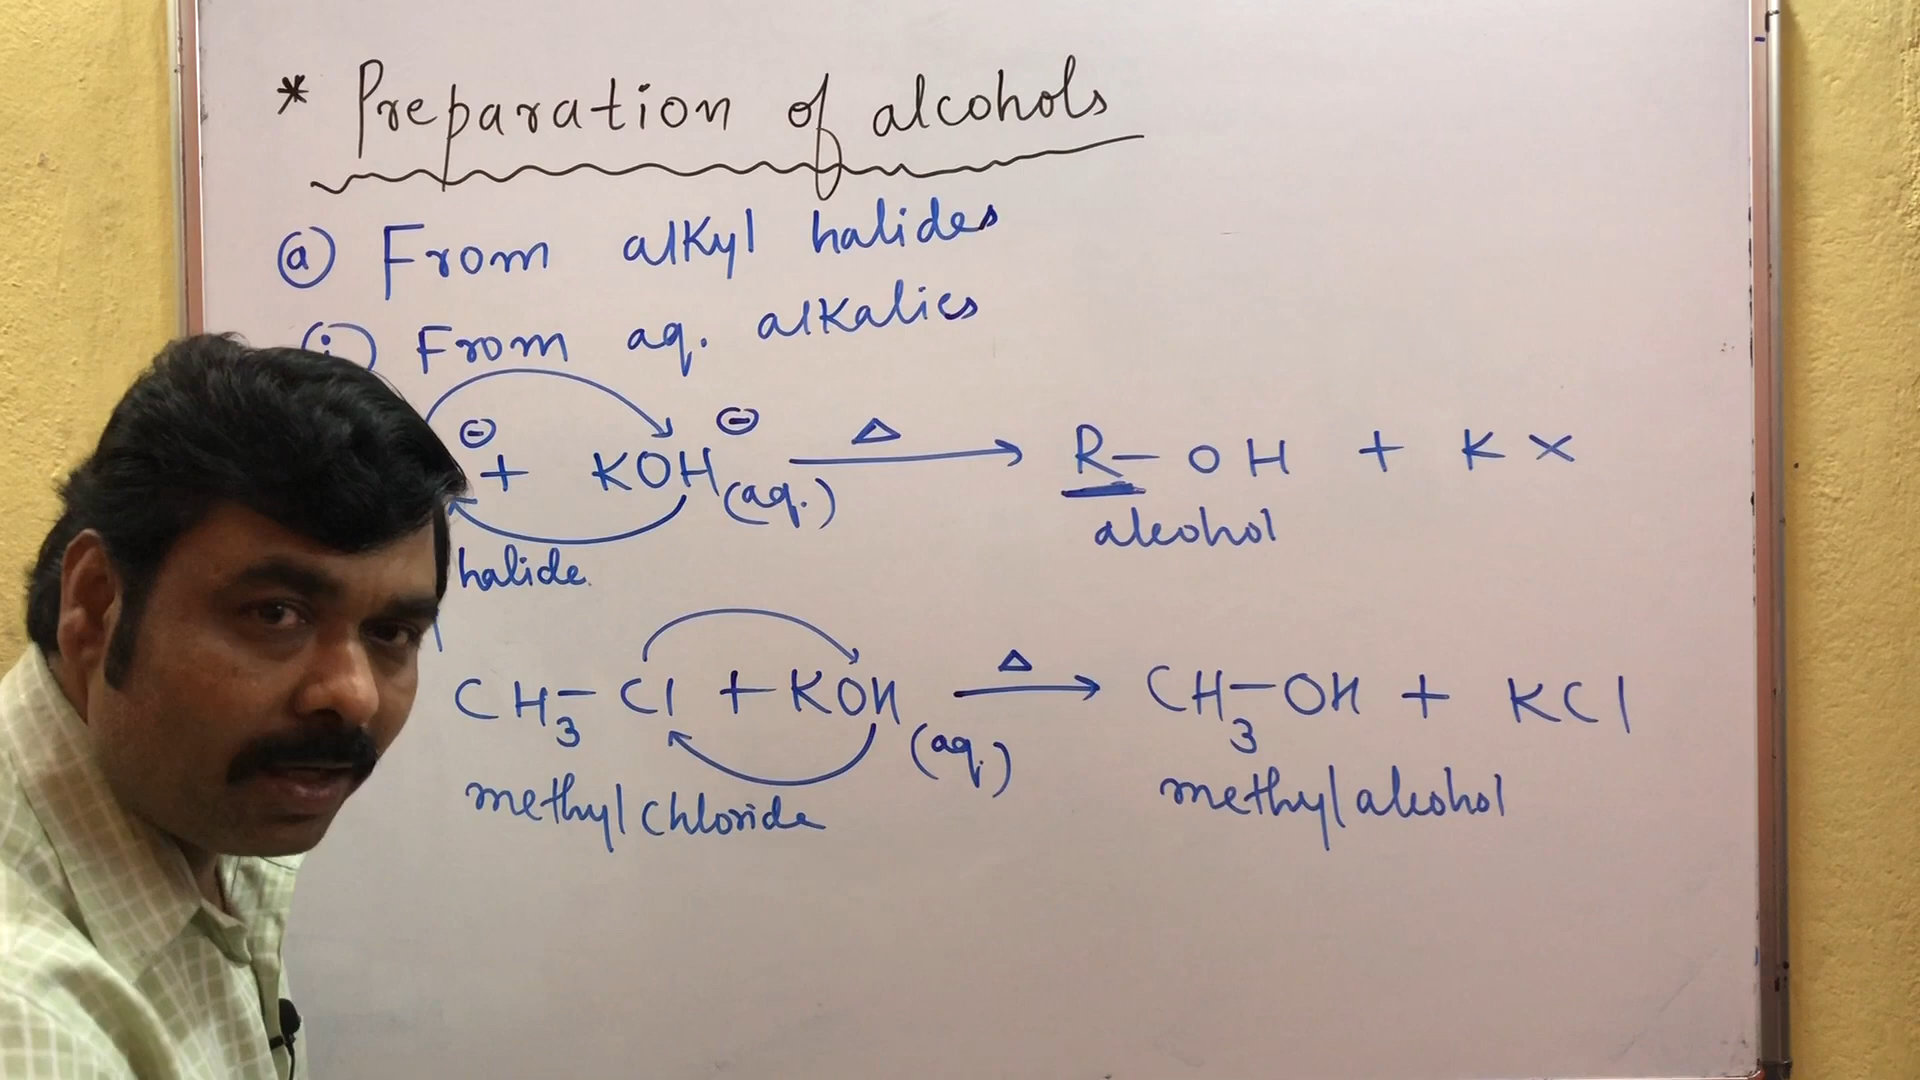 * Preparation of alcohols
(a) From alkyl halides
(i) From aq. alkalies
⊖ + KOH⊖ (aq.) Δ → R-OH + KX
halide. alcohol
CH3-Cl + KOH (aq.) Δ → CH3-OH + KCl
methyl chloride methyl alcohol